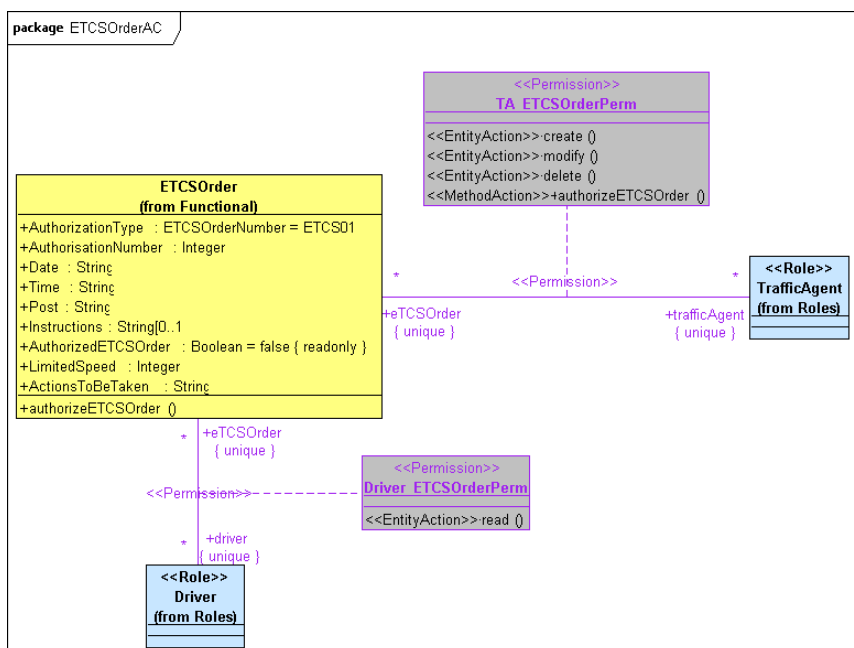 package ETCSOrderAC
<<Permission>>
TA_ETCSOrderPerm
<<EntityAction>>-create ()
<<EntityAction>>-modify ()
<<EntityAction>>-delete ()
<<MethodAction>>+authorizeETCSOrder ()
ETCSOrder
(from Functional)
+AuthorizationType : ETCSOrderNumber = ETCS01
+AuthorisationNumber : Integer
+Date : String
+Time : String
+Post : String
+Instructions : String[0..1
+AuthorizedETCSOrder : Boolean = false { readonly }
+LimitedSpeed : Integer
+ActionsToBeTaken : String
+authorizeETCSOrder ()
*
<<Permission>>
*
+eTCSOrder
{ unique }
+trafficAgent
{ unique }
<<Role>>
TrafficAgent
(from Roles)
*
+eTCSOrder
{ unique }
<<Permission>>
<<Permission>>
Driver_ETCSOrderPerm
<<EntityAction>>-read ()
*
+driver
{ unique }
<<Role>>
Driver
(from Roles)